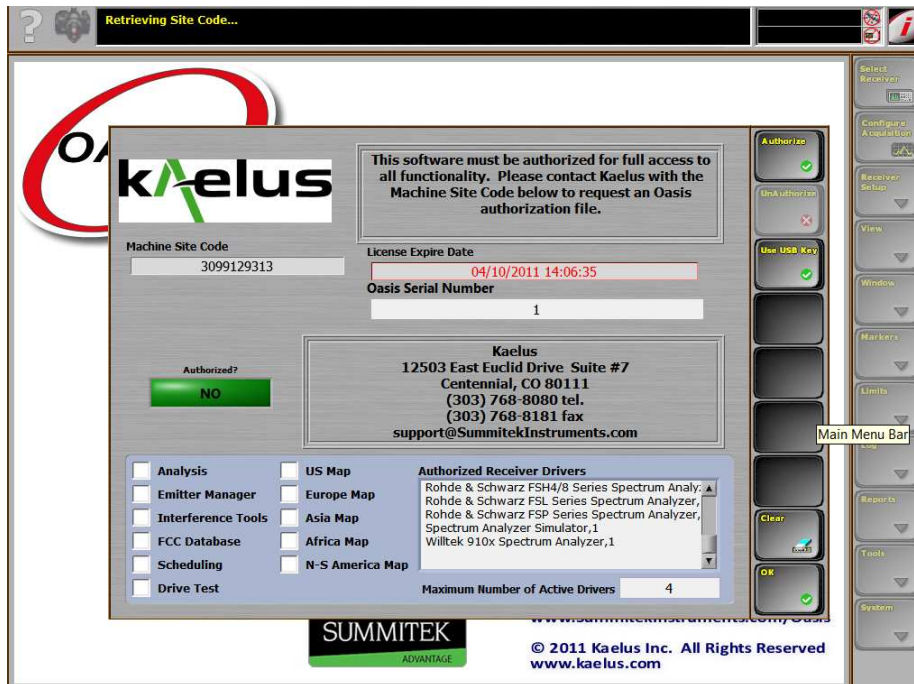 Retrieving Site Code...
i
Select
Receiver
Configure
Acquisition
Receiver
Setup
View
Window
Markers
Limits
Main Menu Bar
Log
Reports
Tools
System
OA
kaelus
This software must be authorized for full access to
all functionality. Please contact Kaelus with the
Machine Site Code below to request an Oasis
authorization file.
Machine Site Code
3099129313
License Expire Date
04/10/2011 14:06:35
Oasis Serial Number
1
Authorized?
NO
Kaelus
12503 East Euclid Drive Suite #7
Centennial, CO 80111
(303) 768-8080 tel.
(303) 768-8181 fax
support@SummitekInstruments.com
Analysis
Emitter Manager
Interference Tools
FCC Database
Scheduling
Drive Test
US Map
Europe Map
Asia Map
Africa Map
N-S America Map
Authorized Receiver Drivers
Rohde & Schwarz FSH4/8 Series Spectrum Analy
Rohde & Schwarz FSL Series Spectrum Analyzer,
Rohde & Schwarz FSP Series Spectrum Analyzer,
Spectrum Analyzer Simulator,1
Willtek 910x Spectrum Analyzer,1
Maximum Number of Active Drivers 4
Authorize
UnAuthorize
Use USB Key
Clear
OK
SUMMITEK
ADVANTAGE
www.summitekinstruments.com/Oasis
© 2011 Kaelus Inc. All Rights Reserved
www.kaelus.com